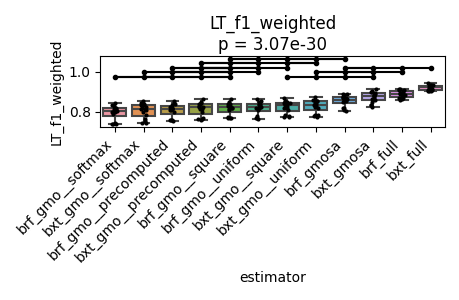 LT_f1_weighted
p = 3.07e-30
LT_f1_weighted
1.0
0.8
brf_gmo__softmax
bxt_gmo__softmax
brf_gmo__precomputed
bxt_gmo__precomputed
brf_gmo__square
brf_gmo__uniform
bxt_gmo__square
bxt_gmo__uniform
brf_gmosa
bxt_gmosa
brf_full
bxt_full
estimator